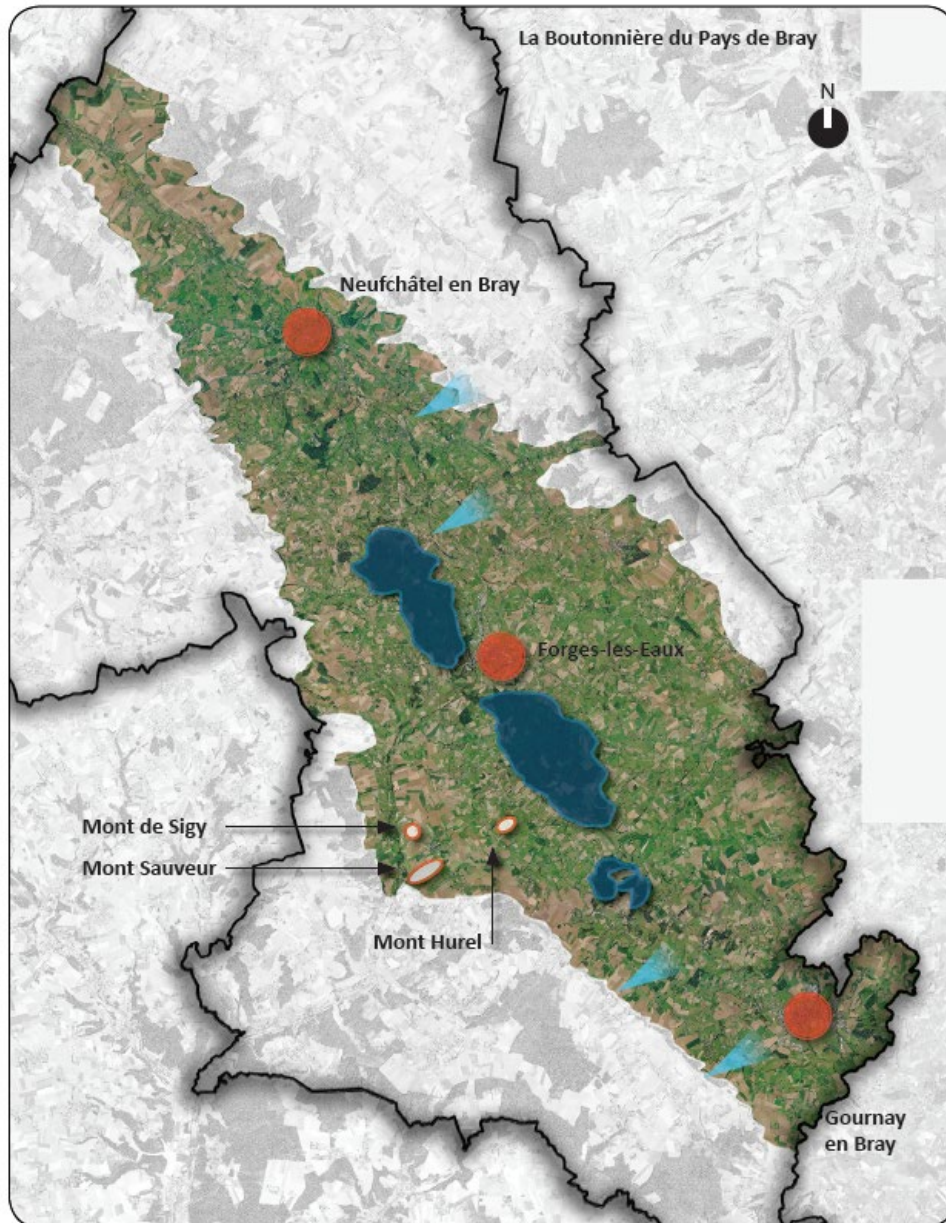 La Boutonnière du Pays de Bray
N
Neufchâtel en Bray
Forges-les-Eaux
Mont de Sigy
Mont Sauveur
Mont Hurel
Gournay
en Bray